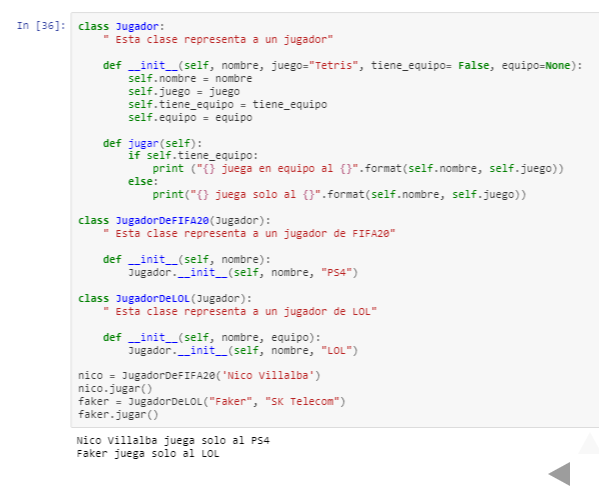 In [36]:
class Jugador:
    " Esta clase representa a un jugador"

    def __init__(self, nombre, juego="Tetris", tiene_equipo= False, equipo=None):
        self.nombre = nombre
        self.juego = juego
        self.tiene_equipo = tiene_equipo
        self.equipo = equipo

    def jugar(self):
        if self.tiene_equipo:
            print ("{} juega en equipo al {}".format(self.nombre, self.juego))
        else:
            print("{} juega solo al {}".format(self.nombre, self.juego))

class JugadorDeFIFA20(Jugador):
    " Esta clase representa a un jugador de FIFA20"

    def __init__(self, nombre):
        Jugador.__init__(self, nombre, "PS4")

class JugadorDeLOL(Jugador):
    " Esta clase representa a un jugador de LOL"

    def __init__(self, nombre, equipo):
        Jugador.__init__(self, nombre, "LOL")

nico = JugadorDeFIFA20('Nico Villalba')
nico.jugar()
faker = JugadorDeLOL("Faker", "SK Telecom")
faker.jugar()

Nico Villalba juega solo al PS4
Faker juega solo al LOL